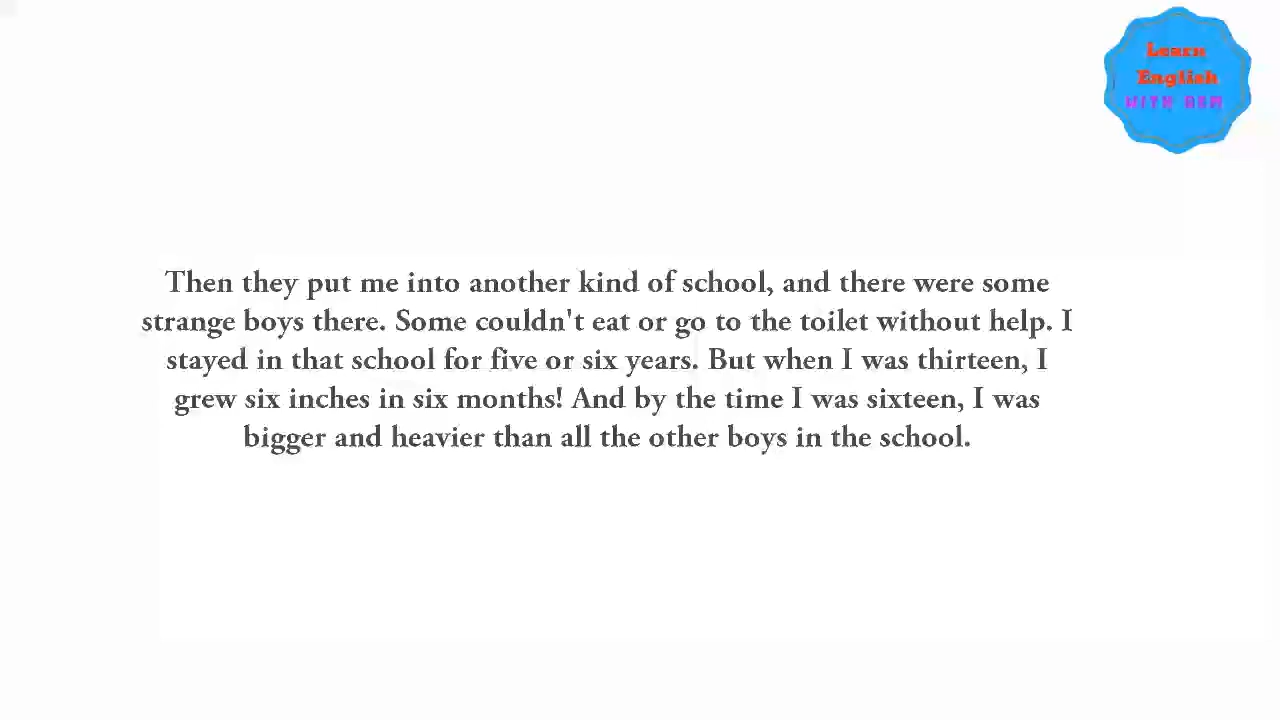 Learn
English
WITH
Then they put me into another kind of school, and there were some
strange boys there. Some couldn't eat or go to the toilet without help. I
stayed in that school for five or six years. But when I was thirteen, I
grew six inches in six months! And by the time I was sixteen, I was
bigger and heavier than all the other boys in the school.